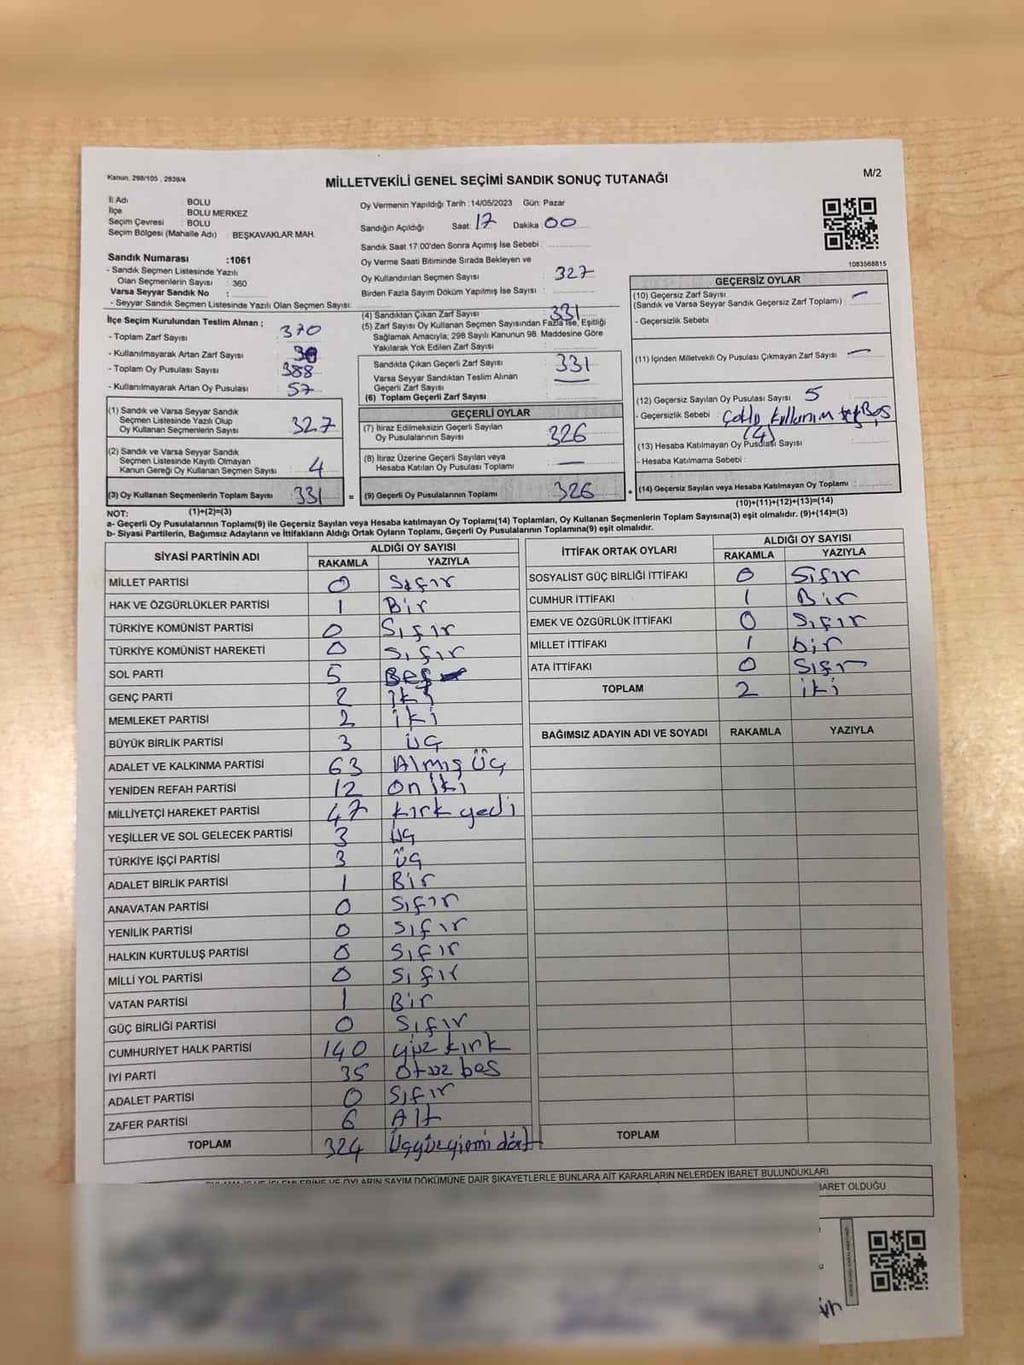 Kanun, 298/105 , 2839/4
MİLLETVEKİLİ GENEL SEÇİMİ SANDIK SONUÇ TUTANAĞI
M/2
İl Adı BOLU
İlçe BOLU MERKEZ
Seçim Çevresi : BOLU
Seçim Bölgesi (Mahalle Adı) : BEŞKAVAKLAR MAH.
Oy Vermenin Yapıldığı Tarih :14/05/2023 Gün: Pazar
Sandığın Açıldığı Saat: 17 Dakika 00
Sandık Saat 17:00'den Sonra Açımış İse Sebebi :
Sandık Numarası :1061
- Sandık Seçmen Listesinde Yazılı
Olan Seçmenlerin Sayısı : 360
Varsa Seyyar Sandık No :
- Seyyar Sandık Seçmen Listesinde Yazılı Olan Seçmen Sayısı:
Oy Verme Saati Bitiminde Sırada Bekleyen ve
Oy Kullandırılan Seçmen Sayısı : 327
Birden Fazla Sayım Döküm Yapılmış İse Sayısı :
1083568815
İlçe Seçim Kurulundan Teslim Alınan ;
- Toplam Zarf Sayısı : 370
- Kullanılmayarak Artan Zarf Sayısı
- Toplam Oy Pusulası Sayısı : 388
- Kullanılmayarak Artan Oy Pusulası : 57
(1) Sandık ve Varsa Seyyar Sandık
Seçmen Listesinde Yazılı Olup
Oy Kullanan Seçmenlerin Sayısı 327
(2) Sandık ve Varsa Seyyar Sandık
Seçmen Listesinde Kayıtlı Olmayan
Kanun Gereği Oy Kullanan Seçmen Sayısı 4
(3) Oy Kullanan Seçmenlerin Toplam Sayısı 331 =
(1)+(2)=(3)
(4) Sandıktan Çıkan Zarf Sayısı 331
(5) Zarf Sayısı Oy Kullanan Seçmen Sayısından Fazla İse, Eşitliği
Sağlamak Amacıyla, 298 Sayılı Kanunun 98. Maddesine Göre
Yakılarak Yok Edilen Zarf Sayısı
Sandıkta Çıkan Geçerli Zarf Sayısı 331
Varsa Seyyar Sandıktan Teslim Alınan
Geçerli Zarf Sayısı —
(6) Toplam Geçerli Zarf Sayısı
GEÇERLİ OYLAR
(7) İtiraz Edilmeksizin Geçerli Sayılan
Oy Pusulalarının Sayısı 326
(8) İtiraz Üzerine Geçerli Sayılan veya
Hesaba Katılan Oy Pusulası Toplamı —
(9) Geçerli Oy Pusulalarının Toplamı 326 +
GEÇERSİZ OYLAR
(10) Geçersiz Zarf Sayısı —
(Sandık ve Varsa Seyyar Sandık Geçersiz Zarf Toplamı) :
- Geçersizlik Sebebi :
(11) İçinden Milletvekili Oy Pusulası Çıkmayan Zarf Sayısı —
(12) Geçersiz Sayılan Oy Pusulası Sayısı 5
- Geçersizlik Sebebi : Çoklu kullanım Boş
(4)
(13) Hesaba Katılmayan Oy Pusulası Sayısı
- Hesaba Katılmama Sebebi :
(14) Geçersiz Sayılan veya Hesaba Katılmayan Oy Toplamı :
(10)+(11)+(12)+(13)=(14)
NOT:
a- Geçerli Oy Pusulalarının Toplamı(9) ile Geçersiz Sayılan veya Hesaba katılmayan Oy Toplamı(14) Toplamları, Oy Kullanan Seçmenlerin Toplam Sayısına(3) eşit olmalıdır. (9)+(14)=(3)
b- Siyasi Partilerin, Bağımsız Adayların ve İttifakların Aldığı Ortak Oyların Toplamı, Geçerli Oy Pusulalarının Toplamına(9) eşit olmalıdır.
SİYASİ PARTİNİN ADI ALDIĞI OY SAYISI
RAKAMLA YAZIYLA
MİLLET PARTİSİ 0 Sıfır
HAK VE ÖZGÜRLÜKLER PARTİSİ 1 Bir
TÜRKİYE KOMÜNİST PARTİSİ 0 Sıfır
TÜRKİYE KOMÜNİST HAREKETİ 0 Sıfır
SOL PARTİ 5 Beş
GENÇ PARTİ 2 iki
MEMLEKET PARTİSİ 2 iki
BÜYÜK BİRLİK PARTİSİ 3 üç
ADALET VE KALKINMA PARTİSİ 63 Almış üç
YENİDEN REFAH PARTİSİ 12 on iki
MİLLİYETÇİ HAREKET PARTİSİ 47 kırk yedi
YEŞİLLER VE SOL GELECEK PARTİSİ 3 üç
TÜRKİYE İŞÇİ PARTİSİ 3 üç
ADALET BİRLİK PARTİSİ 1 Bir
ANAVATAN PARTİSİ 0 Sıfır
YENİLİK PARTİSİ 0 Sıfır
HALKIN KURTULUŞ PARTİSİ 0 Sıfır
MİLLİ YOL PARTİSİ 0 Sıfır
VATAN PARTİSİ 1 Bir
GÜÇ BİRLİĞİ PARTİSİ 0 Sıfır
CUMHURİYET HALK PARTİSİ 140 yüz kırk
İYİ PARTİ 35 Otuz beş
ADALET PARTİSİ 0 Sıfır
ZAFER PARTİSİ 6 Altı
TOPLAM 324 Üçyüzyirmi dört
İTTİFAK ORTAK OYLARI ALDIĞI OY SAYISI
RAKAMLA YAZIYLA
SOSYALİST GÜÇ BİRLİĞİ İTTİFAKI 0 Sıfır
CUMHUR İTTİFAKI 1 Bir
EMEK VE ÖZGÜRLÜK İTTİFAKI 0 Sıfır
MİLLET İTTİFAKI 1 bir
ATA İTTİFAKI 0 Sıfır
TOPLAM 2 iki
BAĞIMSIZ ADAYIN ADI VE SOYADI RAKAMLA YAZIYLA
TOPLAM
OYLARIN SAYIM DÖKÜMÜNE DAİR ŞİKAYETLERLE BUNLARA AİT KARARLARIN NELERDEN İBARET BULUNDUKLARI
İBARET OLDUĞU